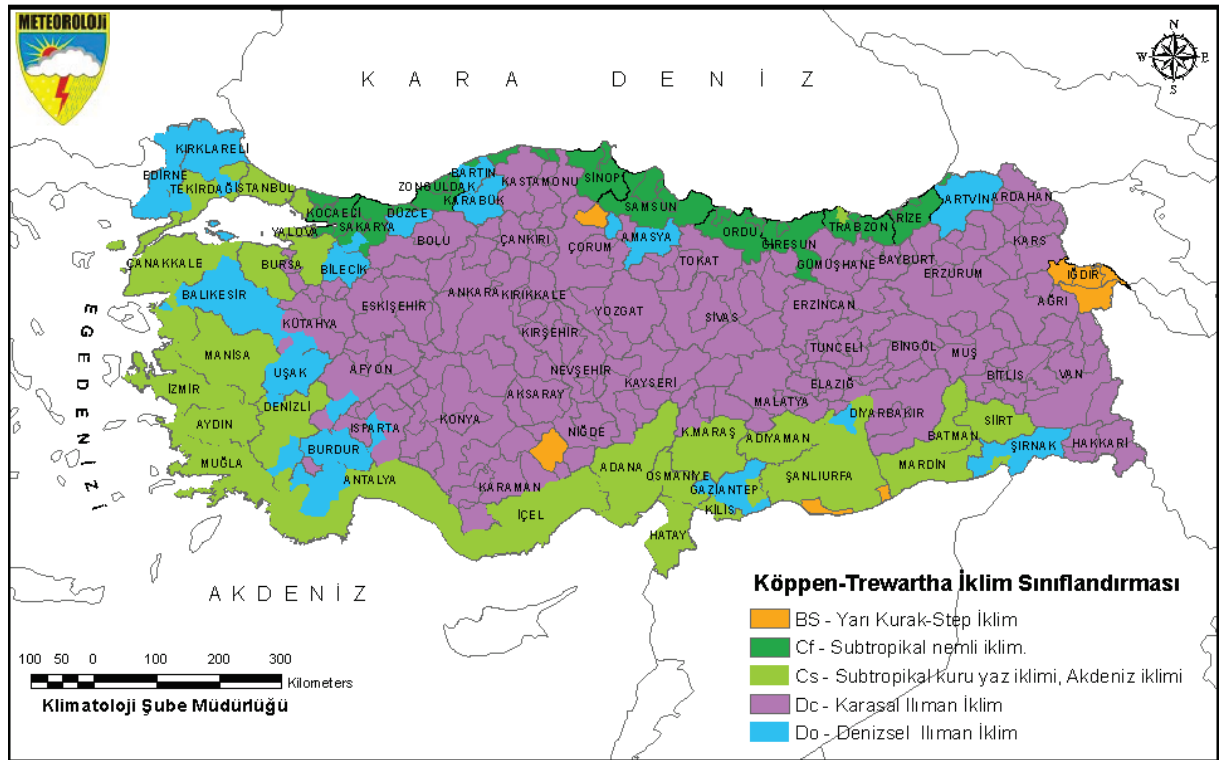 METEOROLOJİ
KARA DENİZ
N
W E
S
KIRKLARELİ
EDİRNE
TEKİRDAĞ
İSTANBUL
KOCAELİ
SAKARYA
YALOVA
DÜZCE
ZONGULDAK
BARTIN
KARABÜK
KASTAMONU
SİNOP
SAMSUN
ORDU
GİRESUN
TRABZON
RİZE
ARTVİN
ARDAHAN
KARS
IĞDIR
AĞRI
ÇANAKKALE
BURSA
BİLECİK
BOLU
ÇANKIRI
ÇORUM
AMASYA
TOKAT
GÜMÜŞHANE
BAYBURT
ERZURUM
BALIKESİR
KÜTAHYA
ESKİŞEHİR
ANKARA
KIRIKKALE
YOZGAT
SİVAS
ERZİNCAN
KIRŞEHİR
TUNCELİ
BİNGÖL
MUŞ
MANİSA
UŞAK
AFYON
NEVŞEHİR
AKSARAY
KAYSERİ
ELAZIĞ
MALATYA
BİTLİS
VAN
İZMİR
AYDIN
DENİZLİ
ISPARTA
KONYA
NİĞDE
K.MARAŞ
ADIYAMAN
DİYARBAKIR
BATMAN
SİİRT
ŞIRNAK
HAKKARİ
MUĞLA
BURDUR
ANTALYA
KARAMAN
İÇEL
ADANA
OSMANİYE
GAZİANTEP
KİLİS
ŞANLIURFA
MARDİN
HATAY
EGE DENİZİ
AKDENİZ
Köppen-Trewartha İklim Sınıflandırması
BS - Yarı Kurak-Step İklim
Cf - Subtropikal nemli iklim.
Cs - Subtropikal kuru yaz iklimi, Akdeniz iklimi
Dc - Karasal Ilıman İklim
Do - Denizsel Ilıman İklim
100 50 0 100 200 300
Kilometers
Klimatoloji Şube Müdürlüğü